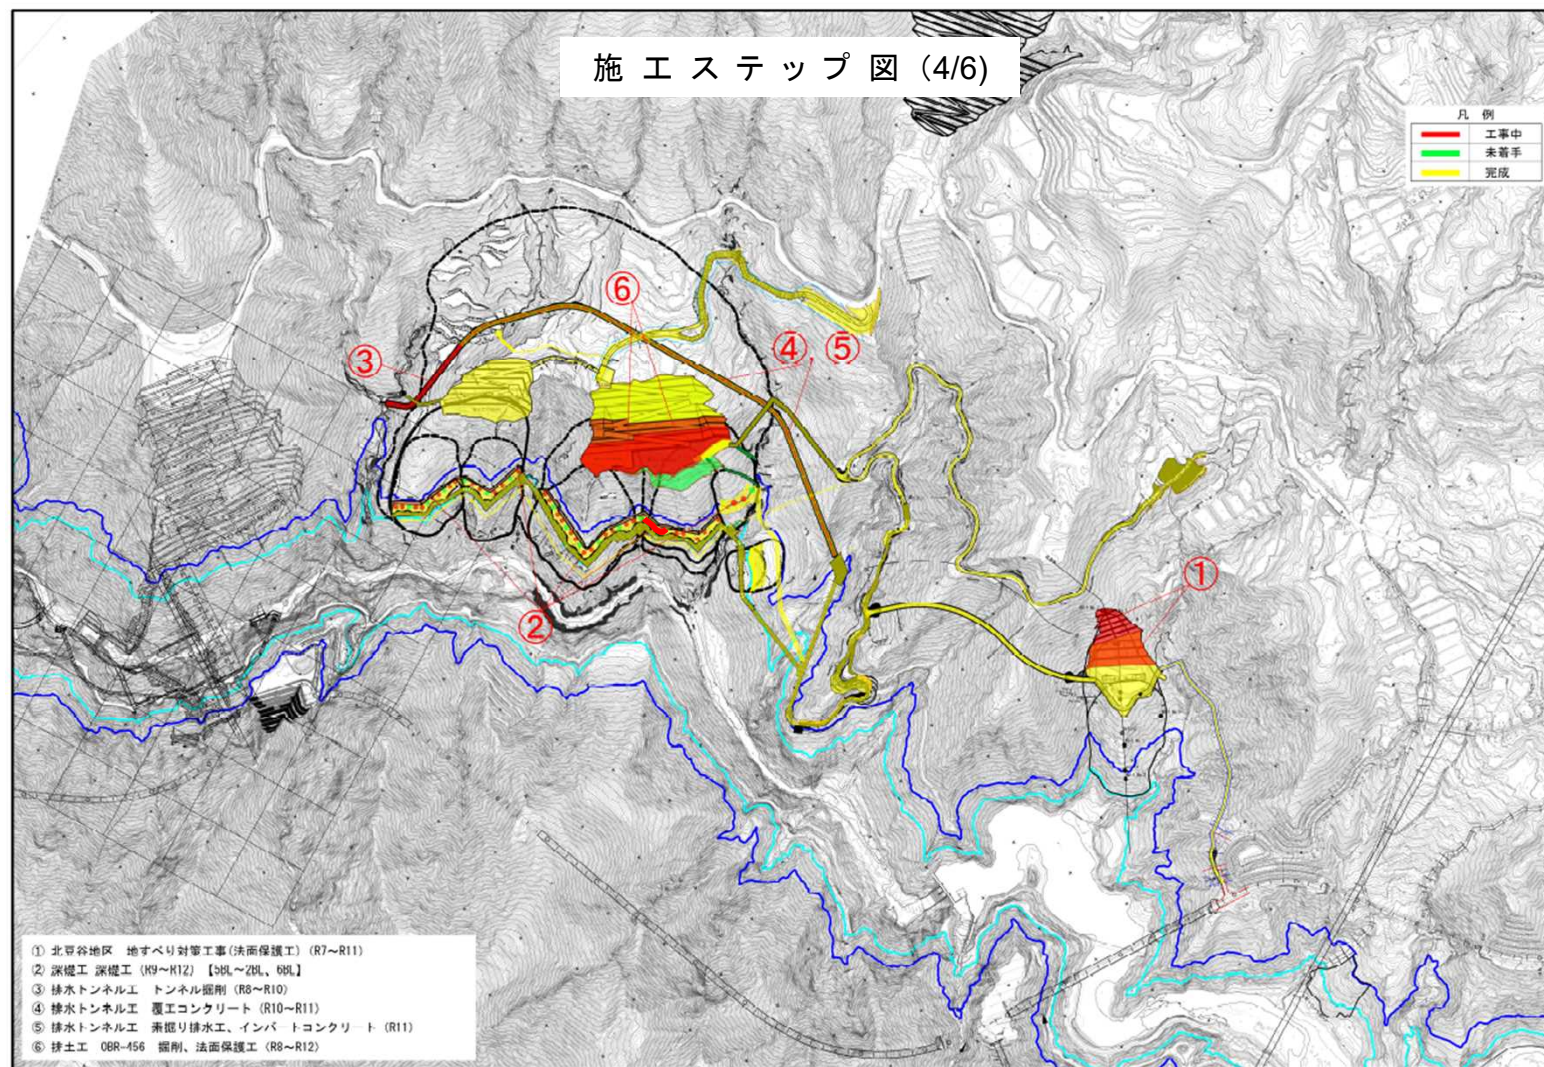 施工ステップ図(4/6)
凡例
工事中
未着手
完成
⑥
③
④,⑤
①
②
① 北豆谷地区 地すべり対策工事(法面保護工)(R7~R11)
② 深礎工 深礎工(R9~R12)【5BL~2BL、6BL】
③ 排水トンネル工 トンネル掘削(R8~R10)
④ 排水トンネル工 覆工コンクリート(R10~R11)
⑤ 排水トンネル工 素掘り排水工、インバートコンクリート(R11)
⑥ 排土工 OBR-456 掘削、法面保護工(R8~R12)